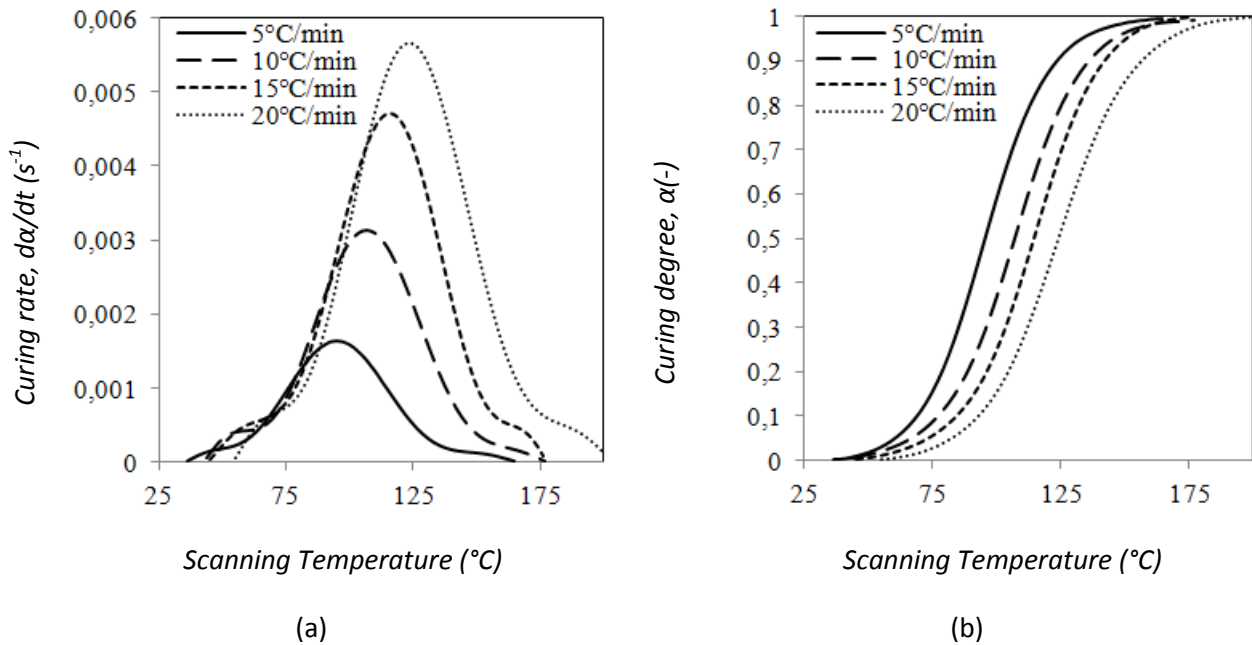 0,006
0,005
0,004
0,003
0,002
0,001
0
5°C/min
10°C/min
15°C/min
20°C/min
Curing rate, dα/dt (s⁻¹)
25 75 125 175
Scanning Temperature (°C)
(a)
1
0,9
0,8
0,7
0,6
0,5
0,4
0,3
0,2
0,1
0
5°C/min
10°C/min
15°C/min
20°C/min
Curing degree, α(-)
25 75 125 175
Scanning Temperature (°C)
(b)